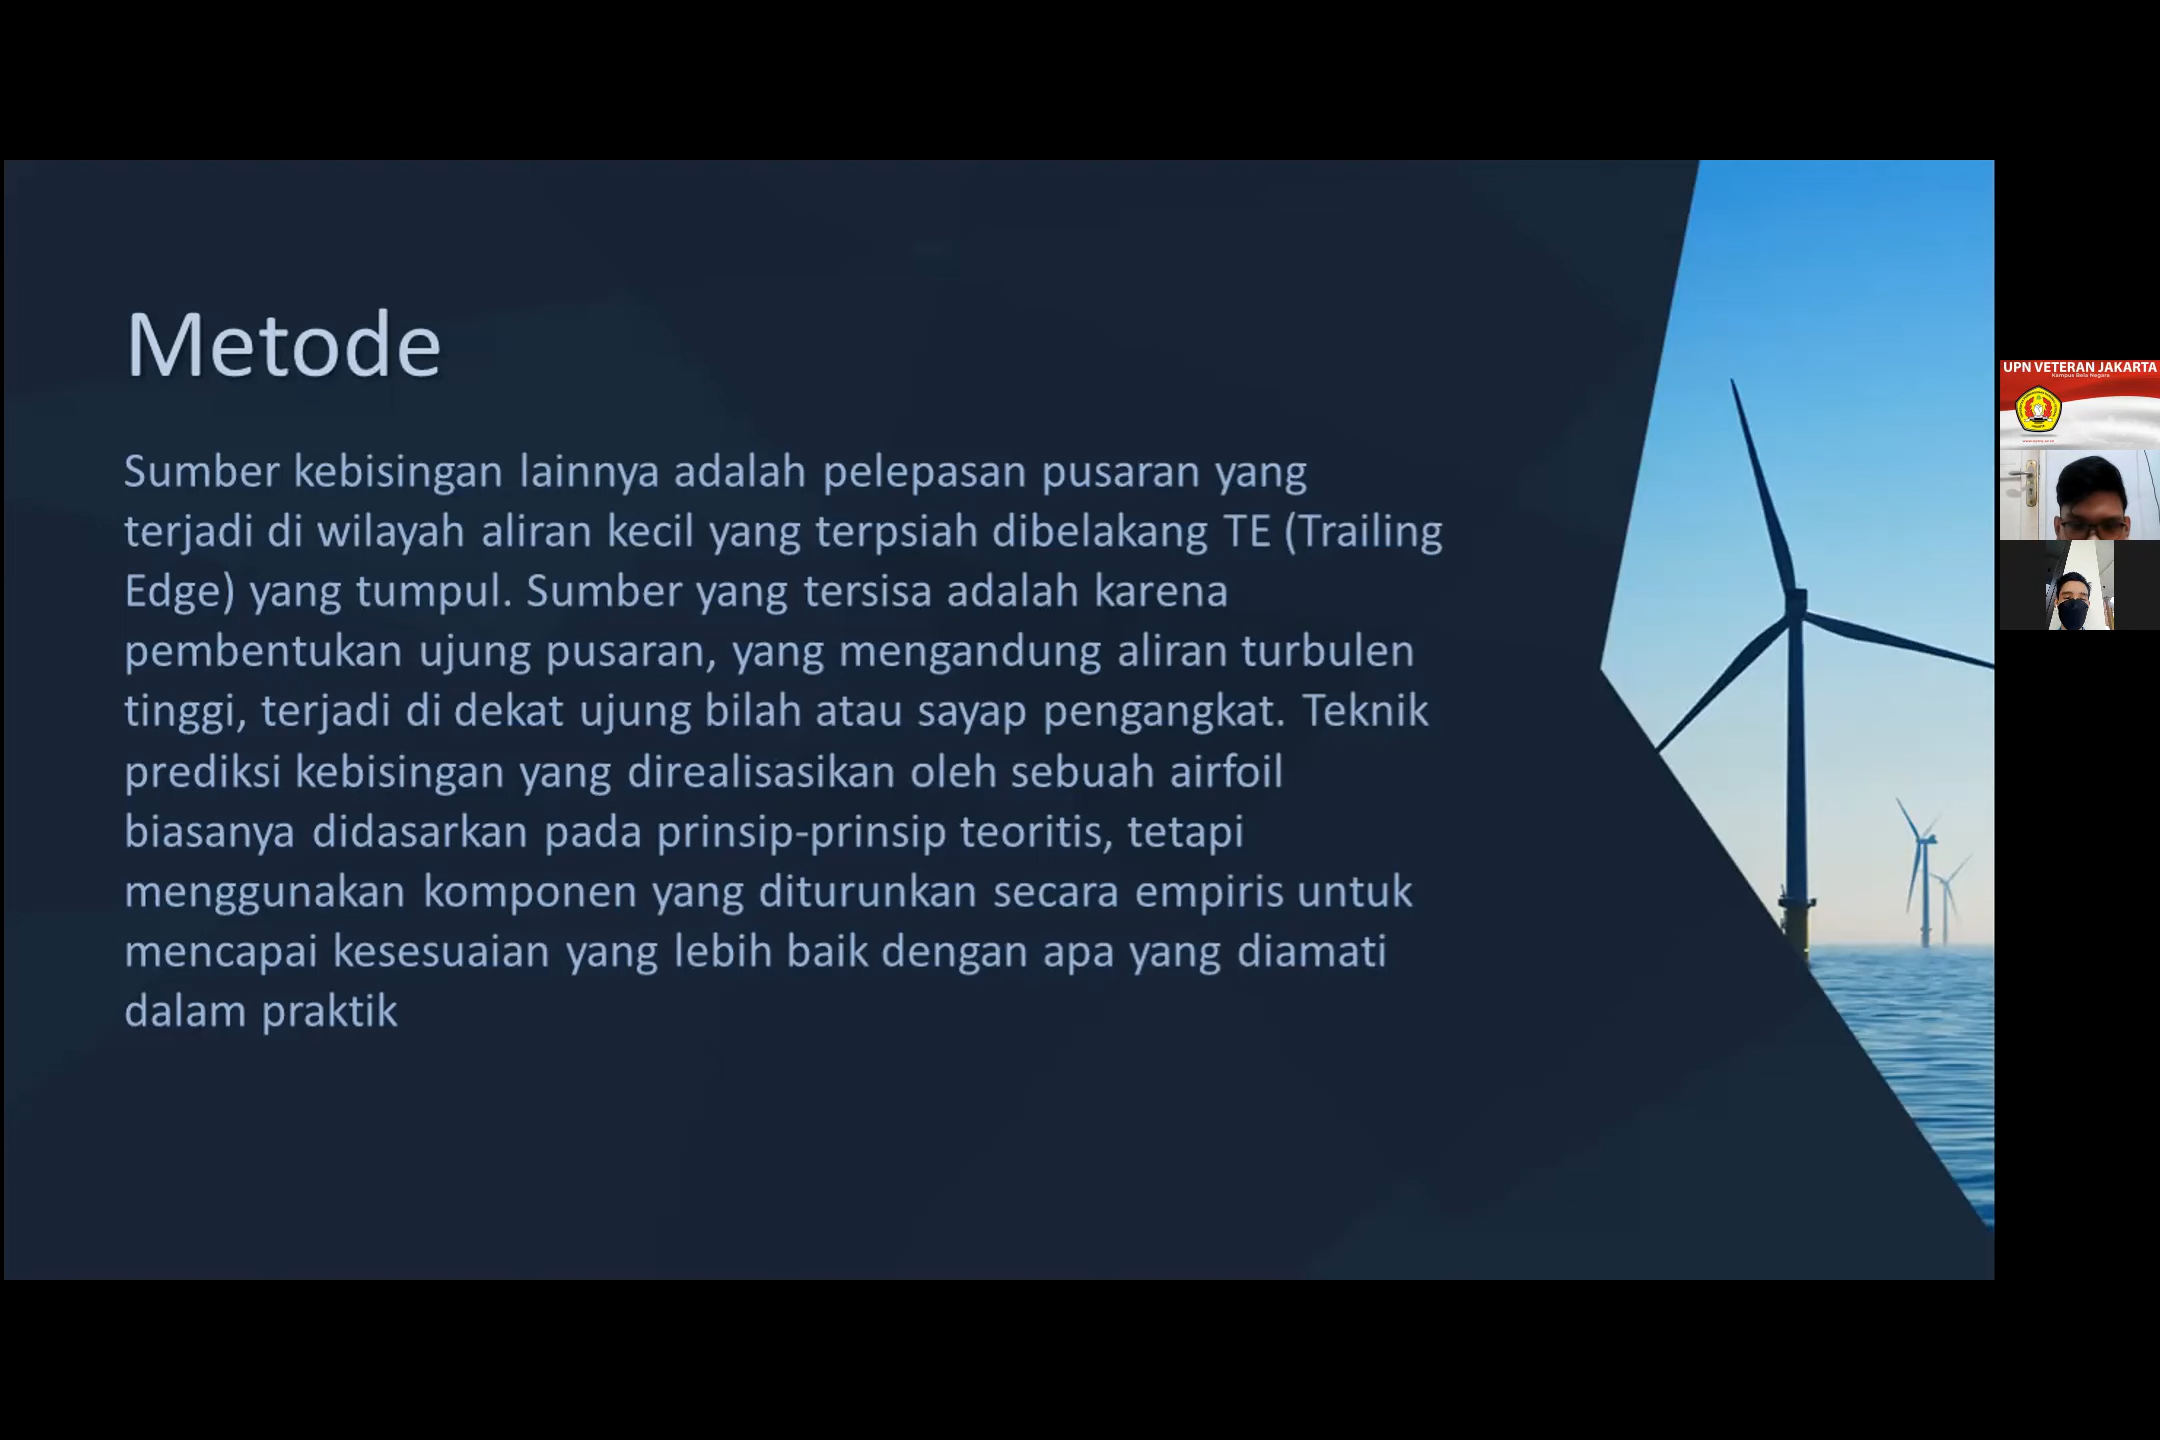 Metode
Sumber kebisingan lainnya adalah pelepasan pusaran yang
terjadi di wilayah aliran kecil yang terpsiah dibelakang TE (Trailing
Edge) yang tumpul. Sumber yang tersisa adalah karena
pembentukan ujung pusaran, yang mengandung aliran turbulen
tinggi, terjadi di dekat ujung bilah atau sayap pengangkat. Teknik
prediksi kebisingan yang direalisasikan oleh sebuah airfoil
biasanya didasarkan pada prinsip-prinsip teoritis, tetapi
menggunakan komponen yang diturunkan secara empiris untuk
mencapai kesesuaian yang lebih baik dengan apa yang diamati
dalam praktik
UPN VETERAN JAKARTA
Kampus Bela Negara